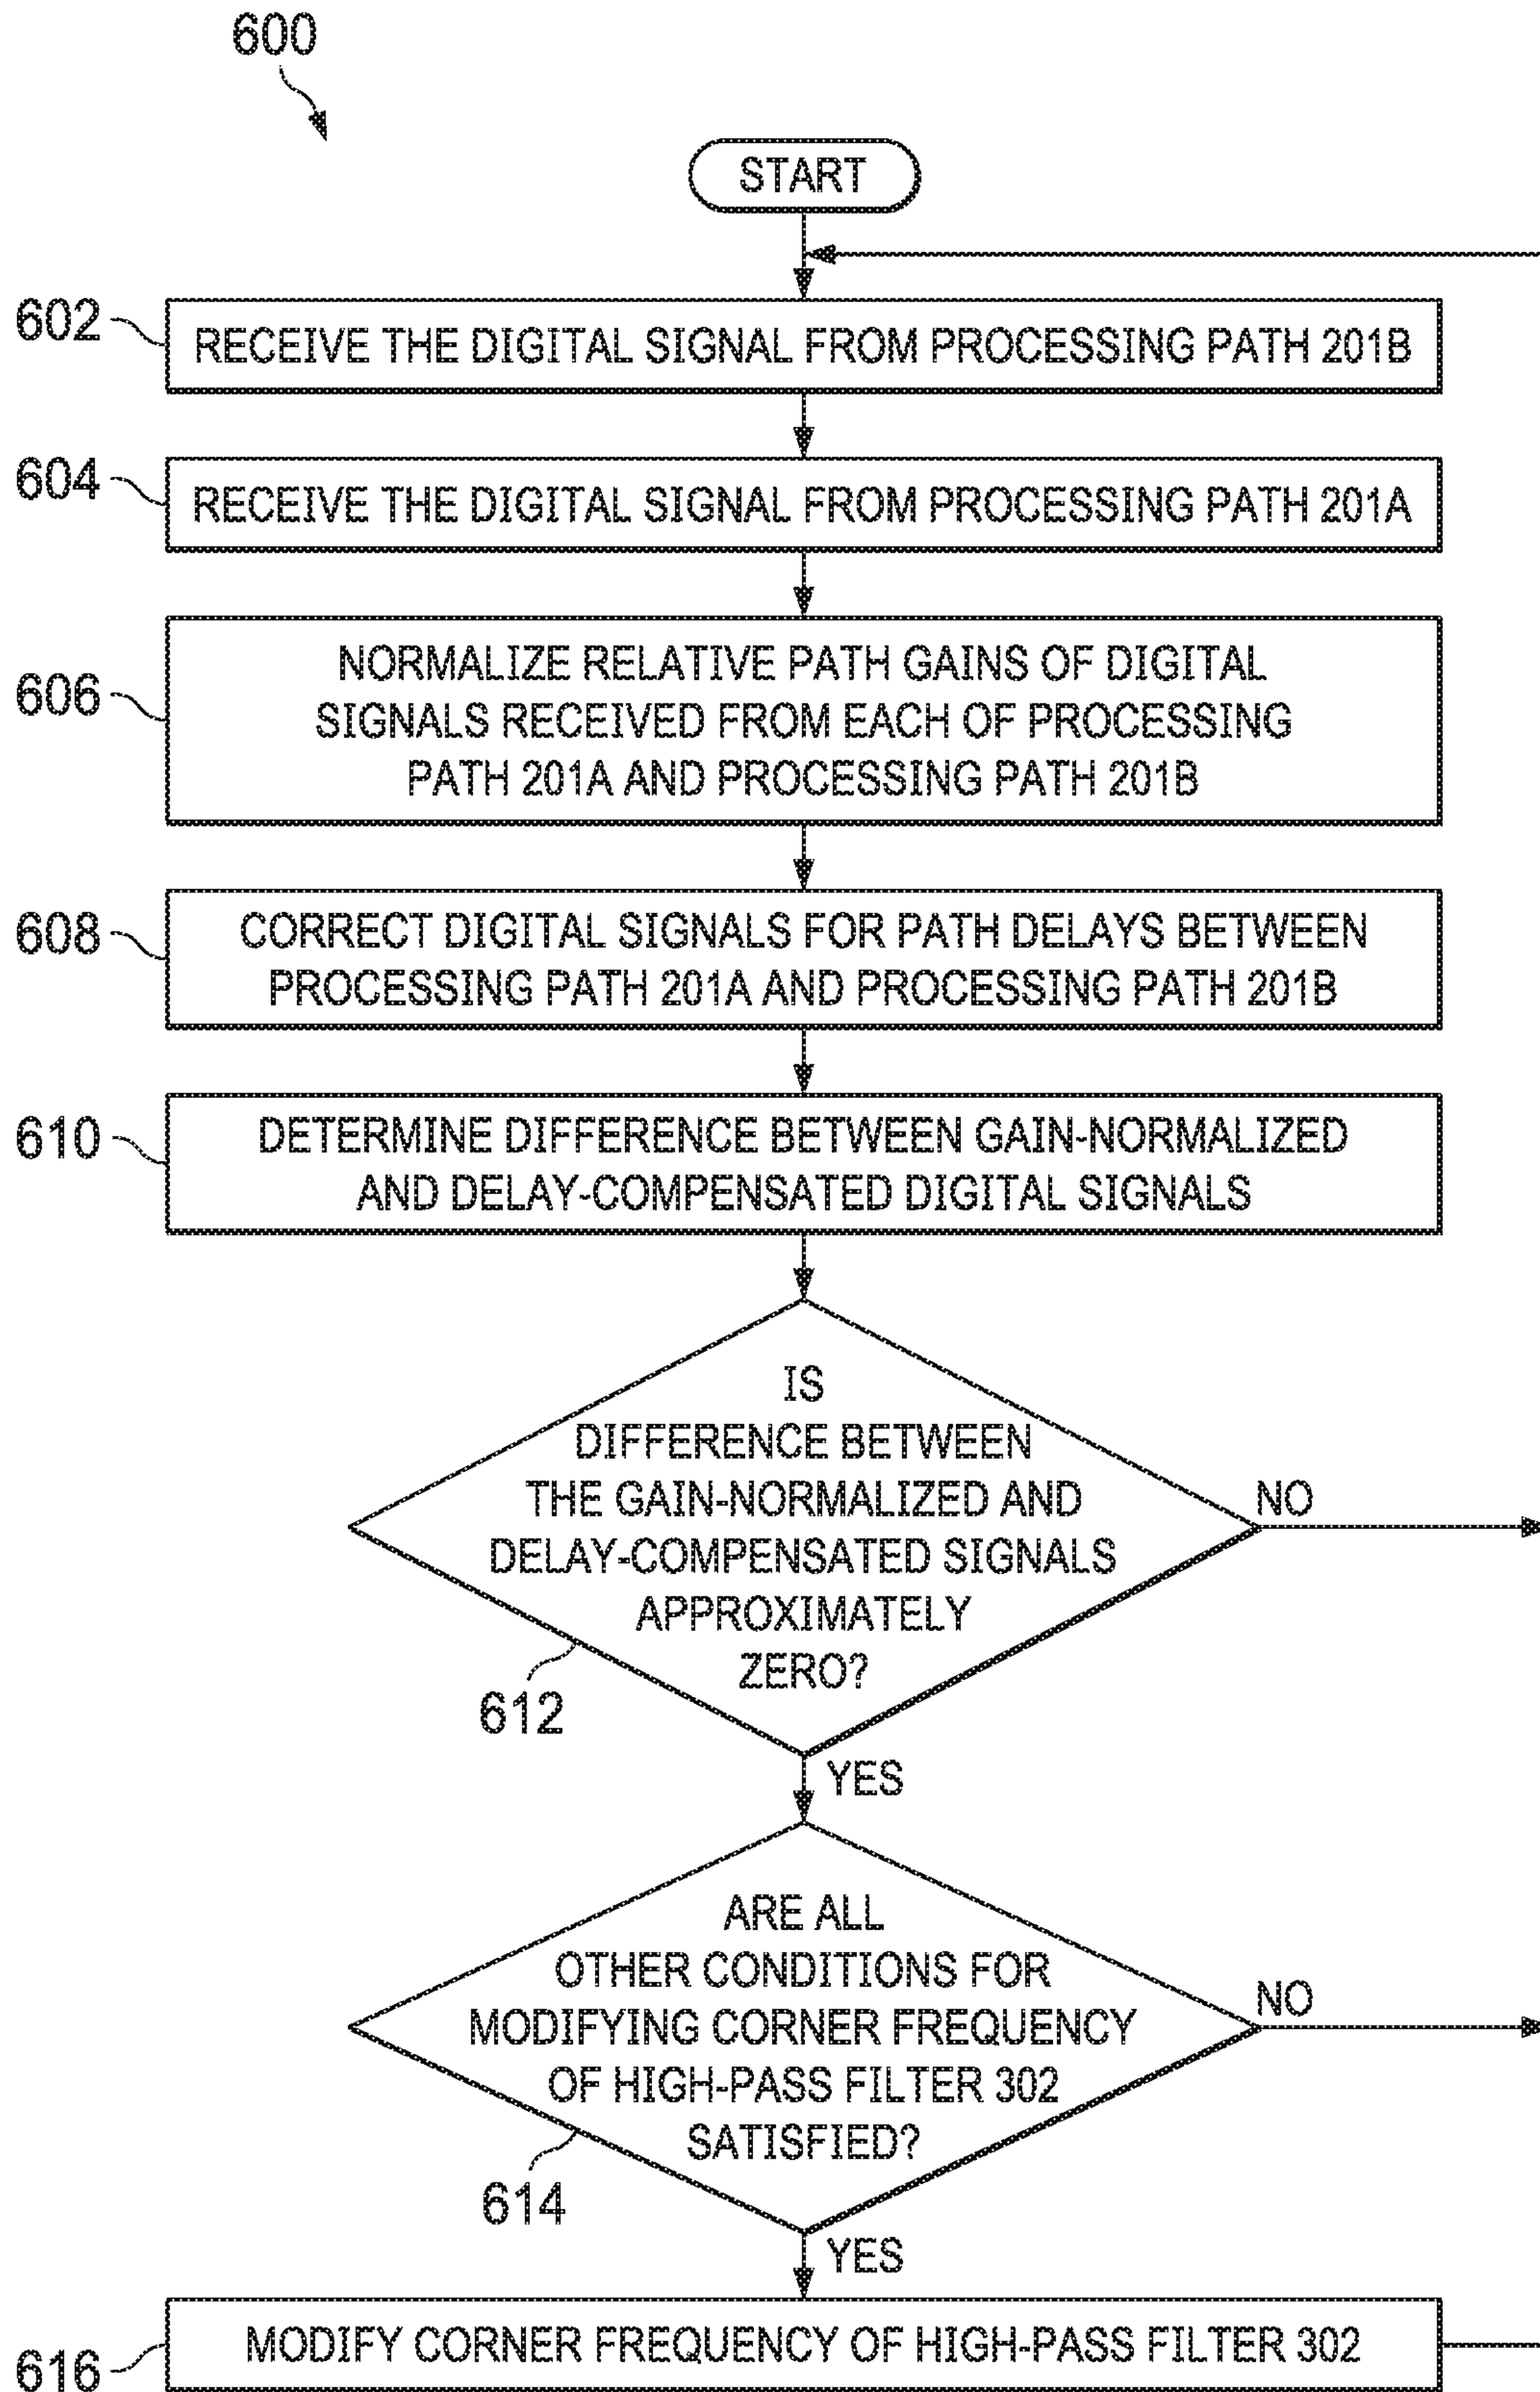 600
START
602
RECEIVE THE DIGITAL SIGNAL FROM PROCESSING PATH 201B
604
RECEIVE THE DIGITAL SIGNAL FROM PROCESSING PATH 201A
606
NORMALIZE RELATIVE PATH GAINS OF DIGITAL
SIGNALS RECEIVED FROM EACH OF PROCESSING
PATH 201A AND PROCESSING PATH 201B
608
CORRECT DIGITAL SIGNALS FOR PATH DELAYS BETWEEN
PROCESSING PATH 201A AND PROCESSING PATH 201B
610
DETERMINE DIFFERENCE BETWEEN GAIN-NORMALIZED
AND DELAY-COMPENSATED DIGITAL SIGNALS
IS
DIFFERENCE BETWEEN
THE GAIN-NORMALIZED AND
DELAY-COMPENSATED SIGNALS
APPROXIMATELY
ZERO?
NO
612
YES
ARE ALL
OTHER CONDITIONS FOR
MODIFYING CORNER FREQUENCY
OF HIGH-PASS FILTER 302
SATISFIED?
NO
614
YES
616
MODIFY CORNER FREQUENCY OF HIGH-PASS FILTER 302